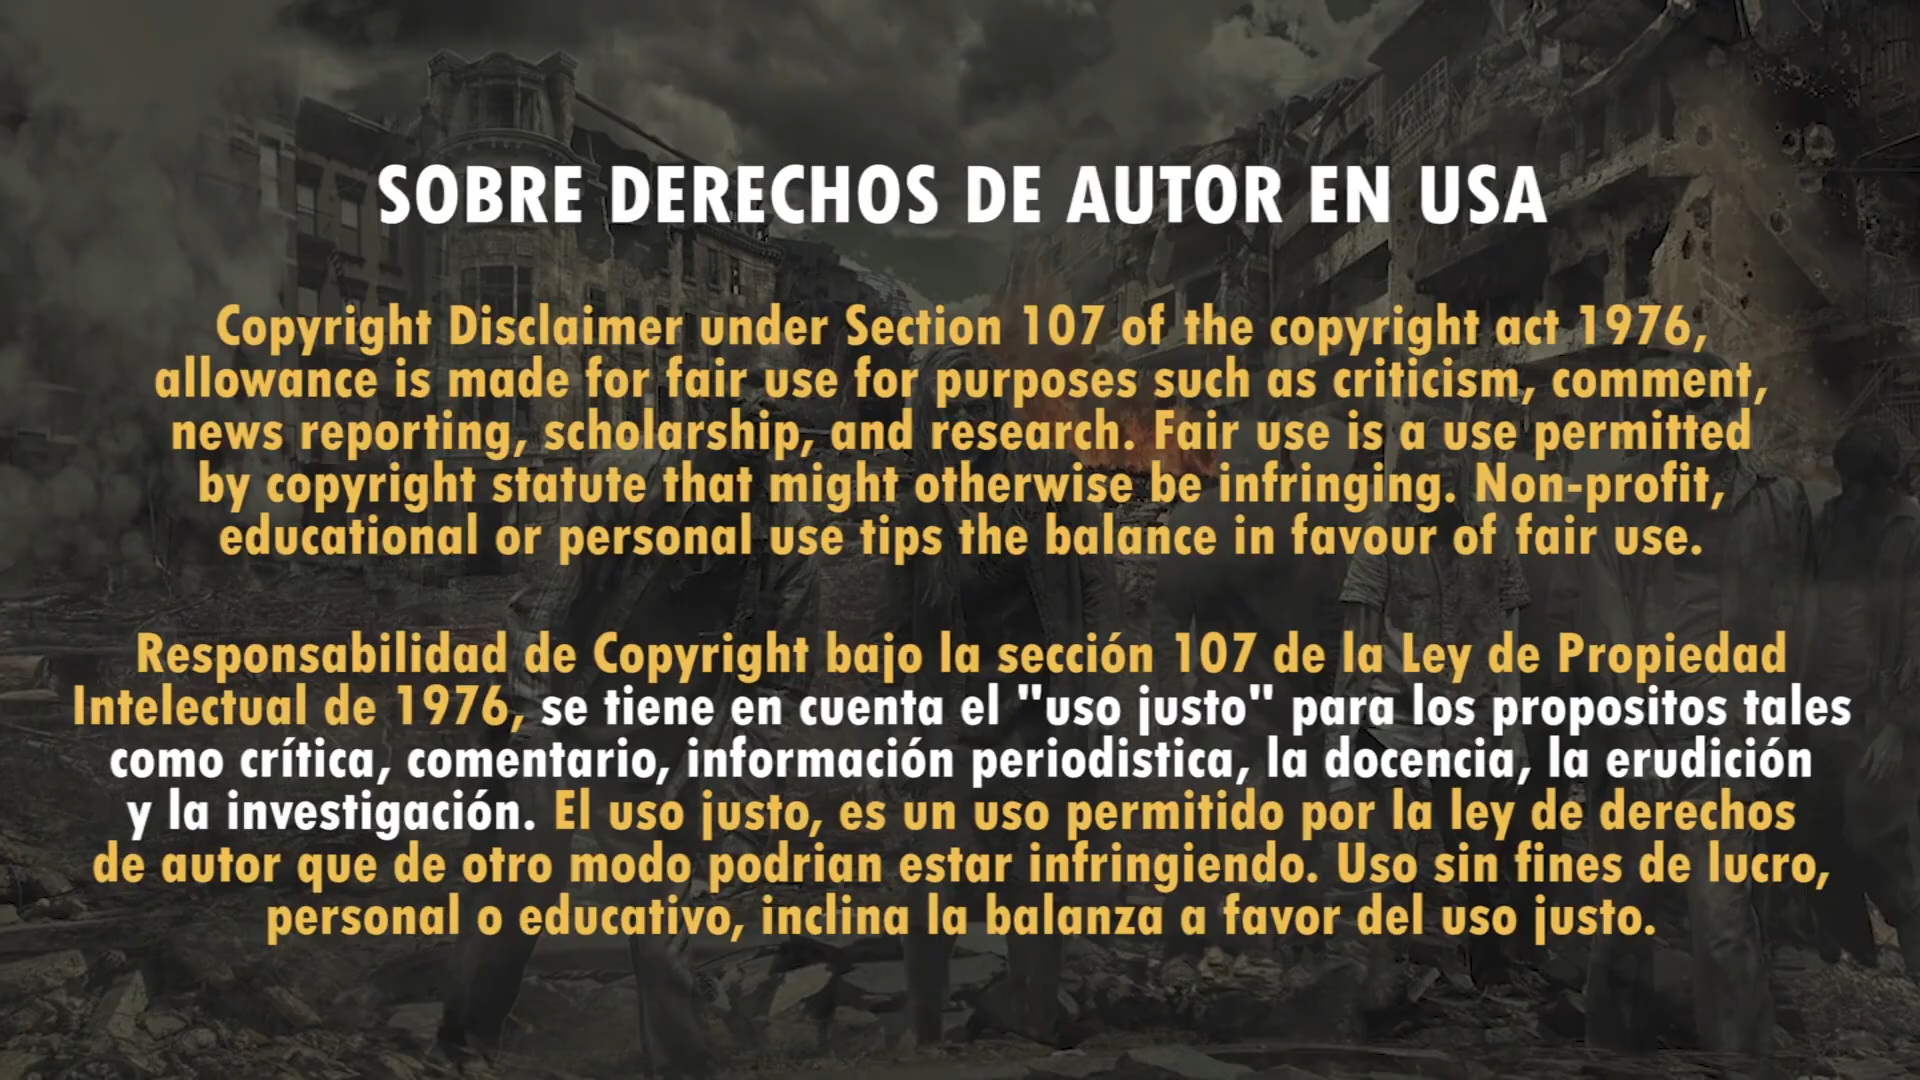 SOBRE DERECHOS DE AUTOR EN USA
Copyright Disclaimer under Section 107 of the copyright act 1976,
allowance is made for fair use for purposes such as criticism, comment,
news reporting, scholarship, and research. Fair use is a use permitted
by copyright statute that might otherwise be infringing. Non-profit,
educational or personal use tips the balance in favour of fair use.
Responsabilidad de Copyright bajo la sección 107 de la Ley de Propiedad
Intelectual de 1976, se tiene en cuenta el "uso justo" para los propositos tales
como crítica, comentario, información periodistica, la docencia, la erudición
y la investigación. El uso justo, es un uso permitido por la ley de derechos
de autor que de otro modo podrian estar infringiendo. Uso sin fines de lucro,
personal o educativo, inclina la balanza a favor del uso justo.